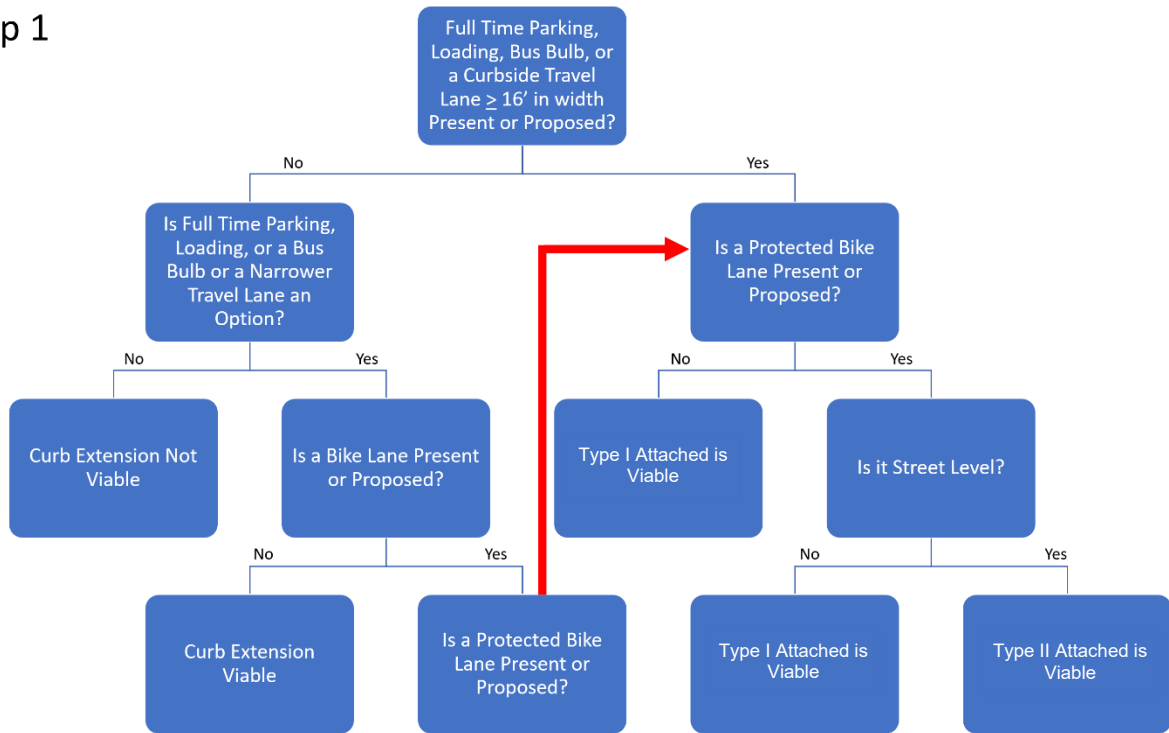 p 1
Full Time Parking,
Loading, Bus Bulb, or
a Curbside Travel
Lane ≥ 16’ in width
Present or Proposed?
No
Yes
Is Full Time Parking,
Loading, or a Bus
Bulb or a Narrower
Travel Lane an
Option?
Is a Protected Bike
Lane Present or
Proposed?
No
Yes
No
Yes
Curb Extension Not
Viable
Is a Bike Lane Present
or Proposed?
Type I Attached is
Viable
Is it Street Level?
No
Yes
No
Yes
Curb Extension
Viable
Is a Protected Bike
Lane Present or
Proposed?
Type I Attached is
Viable
Type II Attached is
Viable